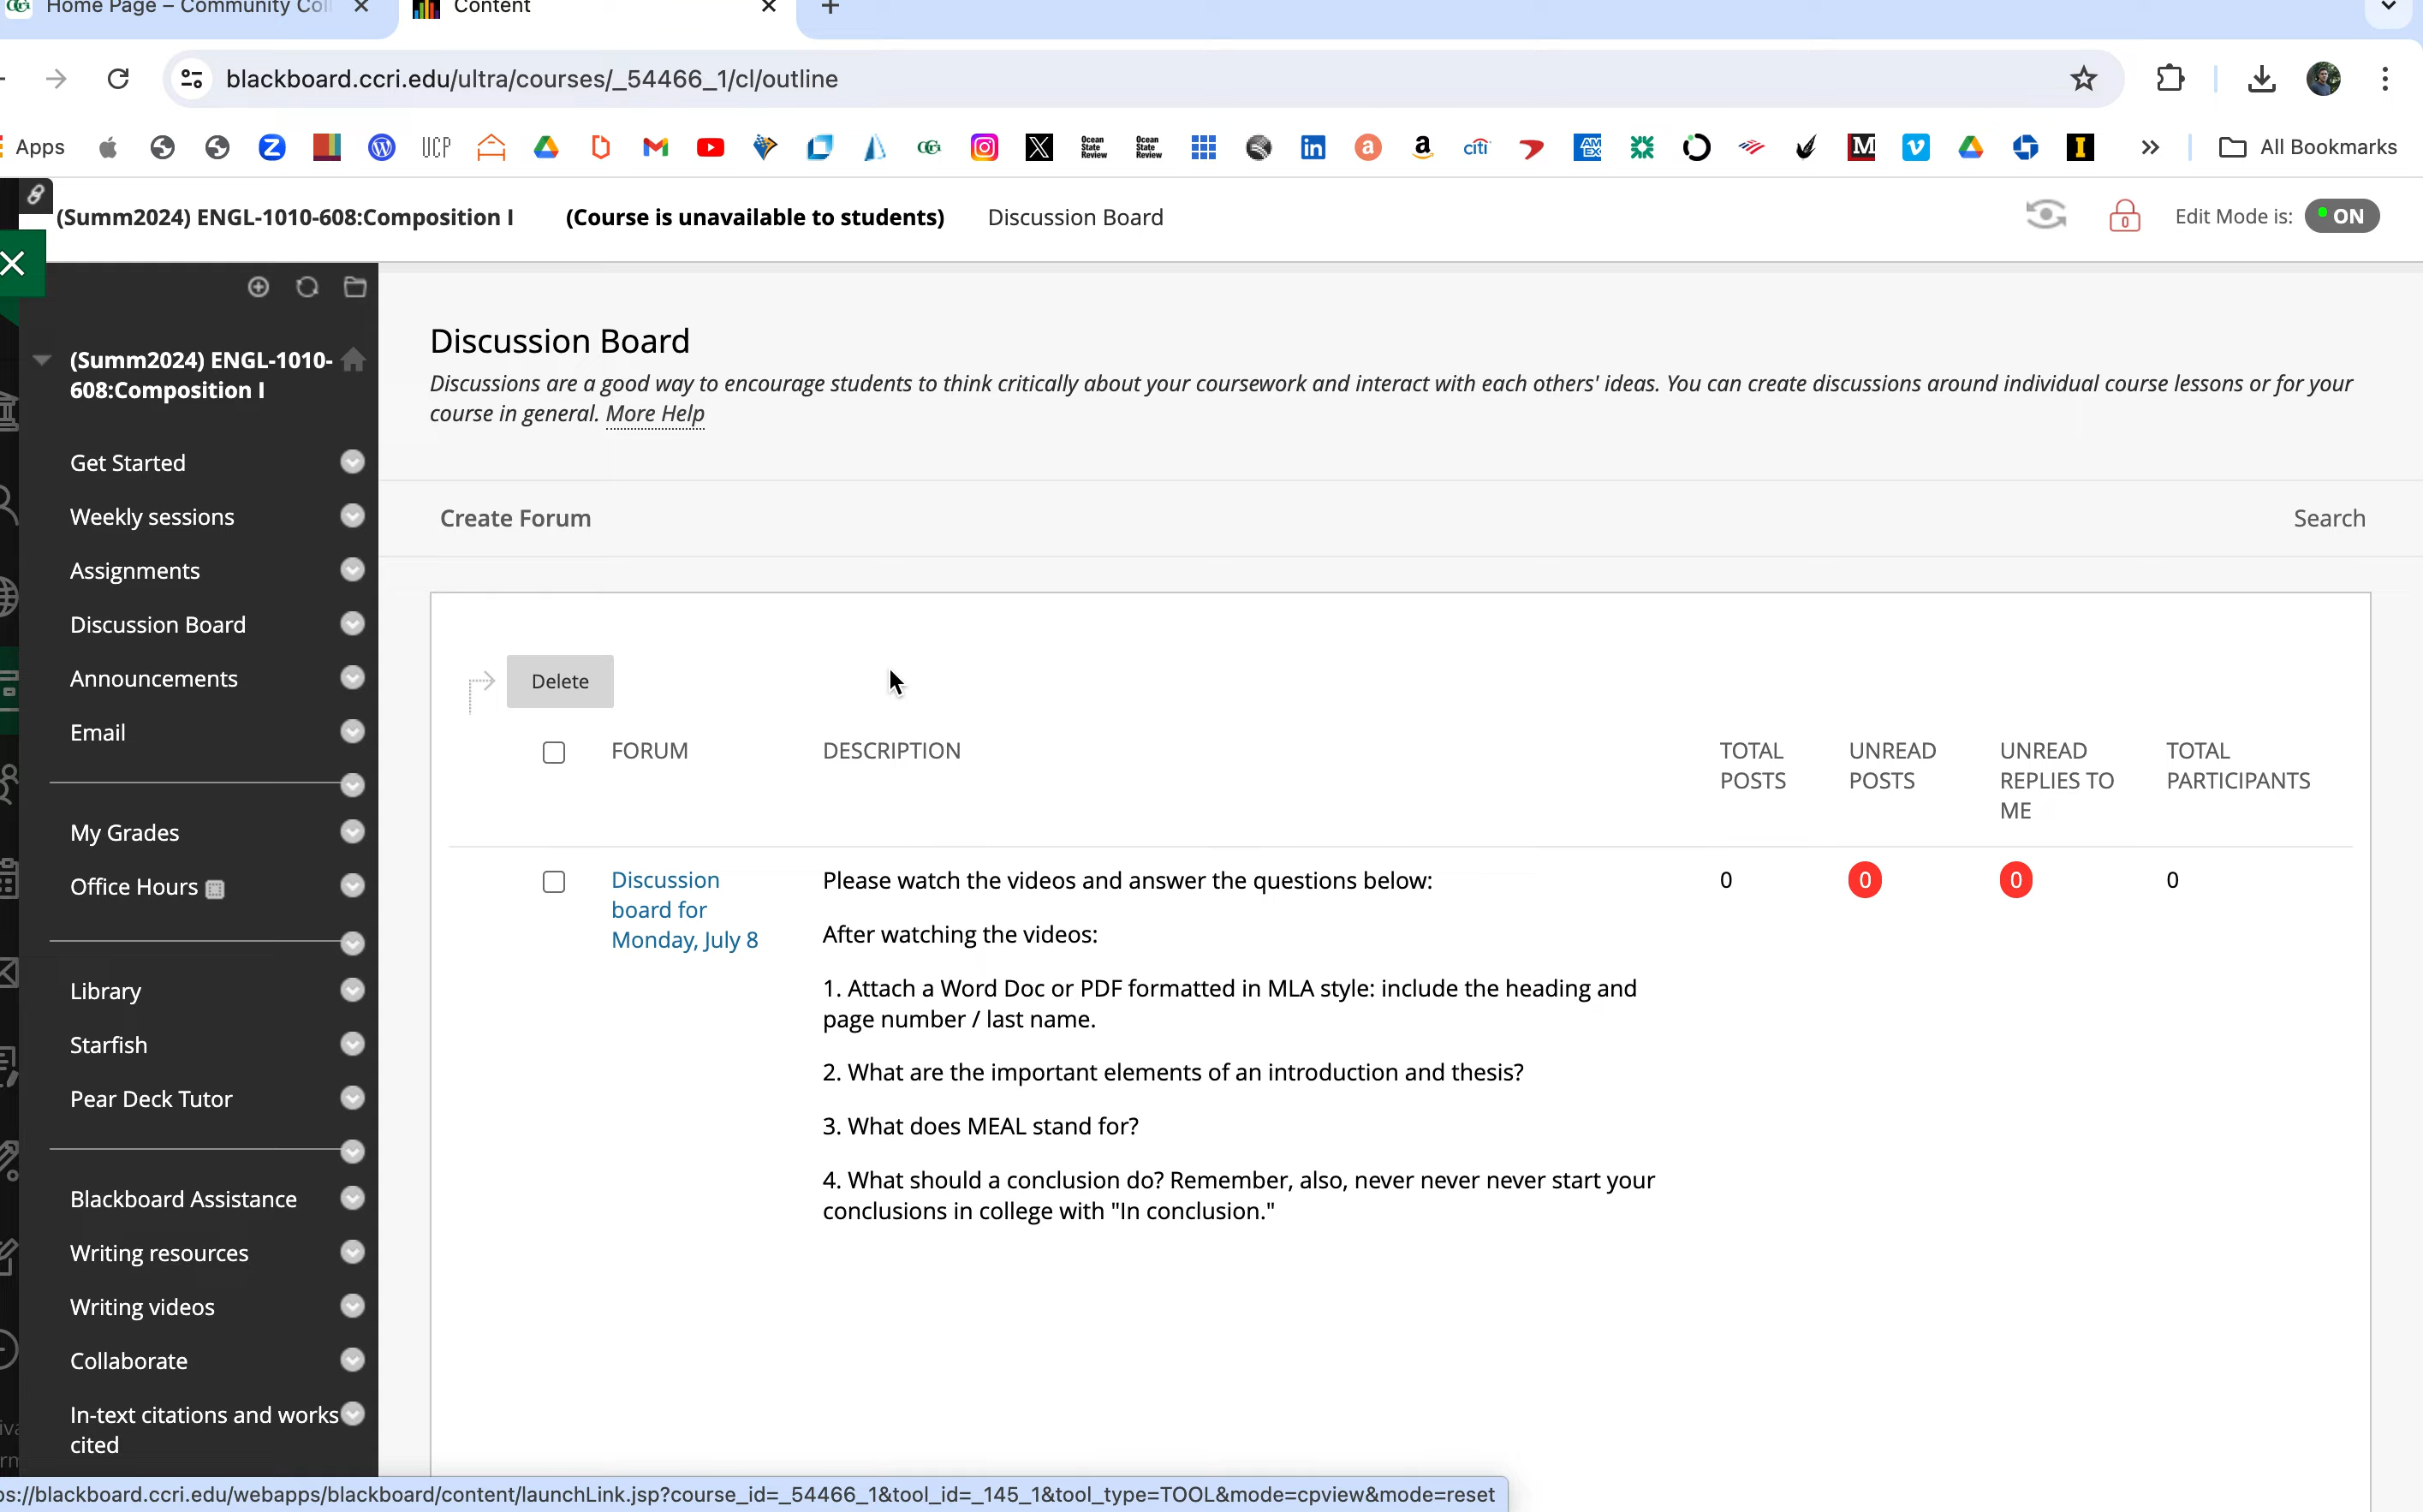 Home Page – Community Coll
Content
blackboard.ccri.edu/ultra/courses/_54466_1/cl/outline
Apps
UCP
Ocean State Review
Ocean State Review
citi
AM EX
All Bookmarks
(Summ2024) ENGL-1010-608:Composition I (Course is unavailable to students) Discussion Board
Edit Mode is: ON
(Summ2024) ENGL-1010-
608:Composition I
Get Started
Weekly sessions
Assignments
Discussion Board
Announcements
Email
My Grades
Office Hours
Library
Starfish
Pear Deck Tutor
Blackboard Assistance
Writing resources
Writing videos
Collaborate
In-text citations and works
cited
Discussion Board
Discussions are a good way to encourage students to think critically about your coursework and interact with each others' ideas. You can create discussions around individual course lessons or for your
course in general. More Help
Create Forum
Search
Delete
FORUM
DESCRIPTION
TOTAL
POSTS
UNREAD
POSTS
UNREAD
REPLIES TO
ME
TOTAL
PARTICIPANTS
Discussion
board for
Monday, July 8
Please watch the videos and answer the questions below:
After watching the videos:
1. Attach a Word Doc or PDF formatted in MLA style: include the heading and
page number / last name.
2. What are the important elements of an introduction and thesis?
3. What does MEAL stand for?
4. What should a conclusion do? Remember, also, never never never start your
conclusions in college with "In conclusion."
0
0
0
0
ps://blackboard.ccri.edu/webapps/blackboard/content/launchLink.jsp?course_id=_54466_1&tool_id=_145_1&tool_type=TOOL&mode=cpview&mode=reset